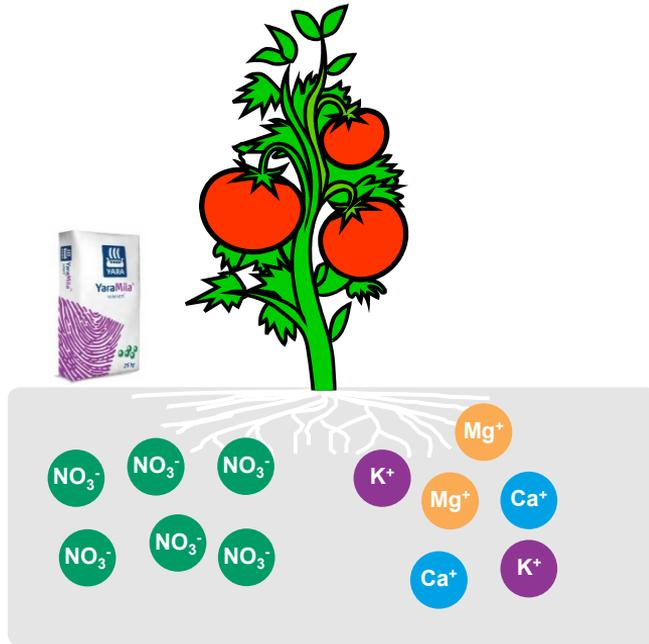 YARA
YaraMila
Mg⁺
NO₃⁻
NO₃⁻
NO₃⁻
K⁺
Mg⁺
Ca⁺
NO₃⁻
NO₃⁻
NO₃⁻
Ca⁺
K⁺